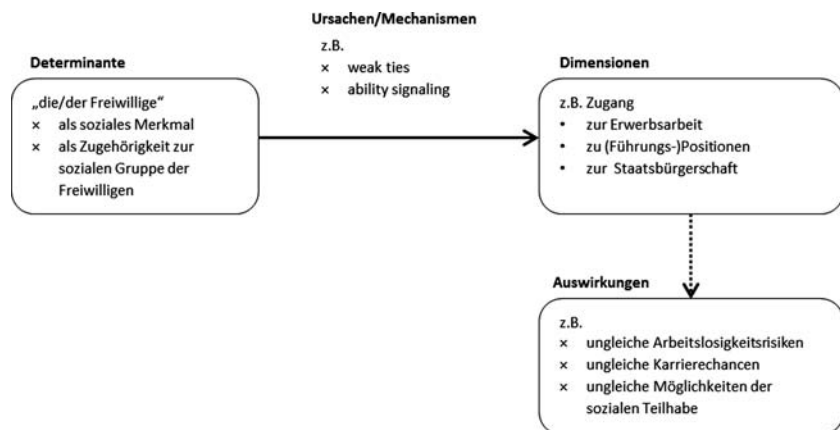 Ursachen/Mechanismen
z.B.
× weak ties
× ability signaling
Determinante
„die/der Freiwillige“
× als soziales Merkmal
× als Zugehörigkeit zur
sozialen Gruppe der
Freiwilligen
Dimensionen
z.B. Zugang
• zur Erwerbsarbeit
• zu (Führungs-)Positionen
• zur Staatsbürgerschaft
Auswirkungen
z.B.
× ungleiche Arbeitslosigkeitsrisiken
× ungleiche Karrierechancen
× ungleiche Möglichkeiten der
sozialen Teilhabe